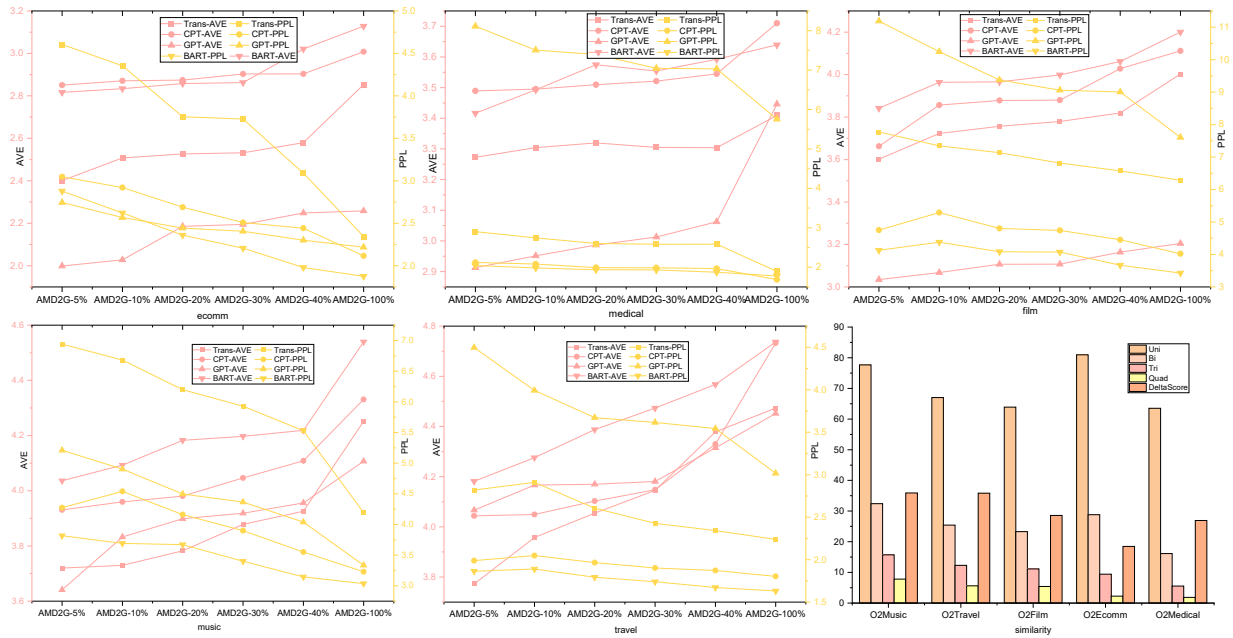 Trans-AVE Trans-PPL
CPT-AVE CPT-PPL
GPT-AVE GPT-PPL
BART-PPL BART-AVE
AVE
PPL
3.2
3.0
2.8
2.6
2.4
2.2
2.0
5.0
4.5
4.0
3.5
3.0
2.5
2.0
AMD2G-5% AMD2G-10% AMD2G-20% AMD2G-30% AMD2G-40% AMD2G-100%
ecomm
Trans-AVE Trans-PPL
CPT-AVE CPT-PPL
GPT-AVE GPT-PPL
BART-AVE BART-PPL
AVE
PPL
3.7
3.6
3.5
3.4
3.3
3.2
3.1
3.0
2.9
8
7
6
5
4
3
2
AMD2G-5% AMD2G-10% AMD2G-20% AMD2G-30% AMD2G-40% AMD2G-100%
medical
Trans-AVE Trans-PPL
CPT-AVE CPT-PPL
GPT-AVE GPT-PPL
BART-AVE BART-PPL
AVE
PPL
4.2
4.0
3.8
3.6
3.4
3.2
3.0
11
10
9
8
7
6
5
4
3
AMD2G-5% AMD2G-10% AMD2G-20% AMD2G-30% AMD2G-40% AMD2G-100%
film
Trans-AVE Trans-PPL
CPT-AVE CPT-PPL
GPT-AVE GPT-PPL
BART-AVE BART-PPL
AVE
PPL
4.6
4.4
4.2
4.0
3.8
3.6
7.0
6.5
6.0
5.5
5.0
4.5
4.0
3.5
3.0
AMD2G-5% AMD2G-10% AMD2G-20% AMD2G-30% AMD2G-40% AMD2G-100%
music
Trans-AVE Trans-PPL
CPT-AVE CPT-PPL
GPT-AVE GPT-PPL
BART-AVE BART-PPL
AVE
PPL
4.8
4.6
4.4
4.2
4.0
3.8
4.5
4.0
3.5
3.0
2.5
2.0
1.5
AMD2G-5% AMD2G-10% AMD2G-20% AMD2G-30% AMD2G-40% AMD2G-100%
travel
Uni
Bi
Tri
Quad
DeltaScore
90
80
70
60
50
40
30
20
10
0
O2Music O2Travel O2Film O2Ecomm O2Medical
similarity